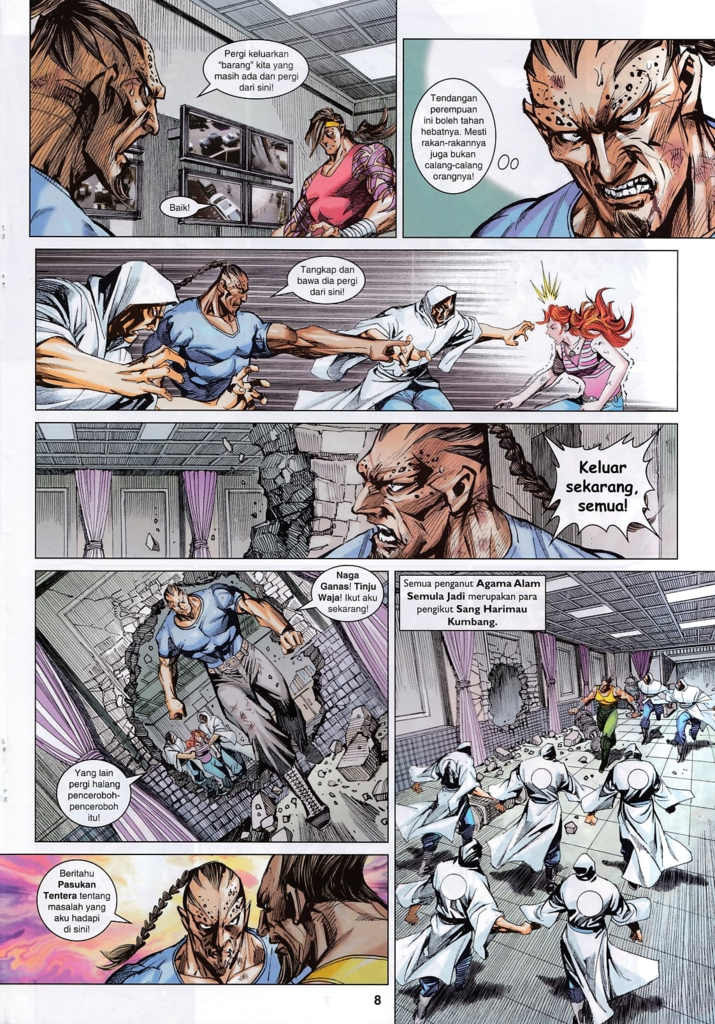 Pergi keluarkan
"barang" kita yang
masih ada dan pergi
dari sini!
Baik!
Tendangan
perempuan
ini boleh tahan
hebatnya. Mesti
rakan-rakannya
juga bukan
calang-calang
orangnya!
Tangkap dan
bawa dia pergi
dari sini!
Keluar
sekarang,
semua!
Naga
Ganas! Tinju
Waja! Ikut aku
sekarang!
Yang lain
pergi halang
penceroboh-
penceroboh
itu!
Semua penganut Agama Alam
Semula Jadi merupakan para
pengikut Sang Harimau
Kumbang.
Beritahu
Pasukan
Tentera tentang
masalah yang
aku hadapi
di sini!
8